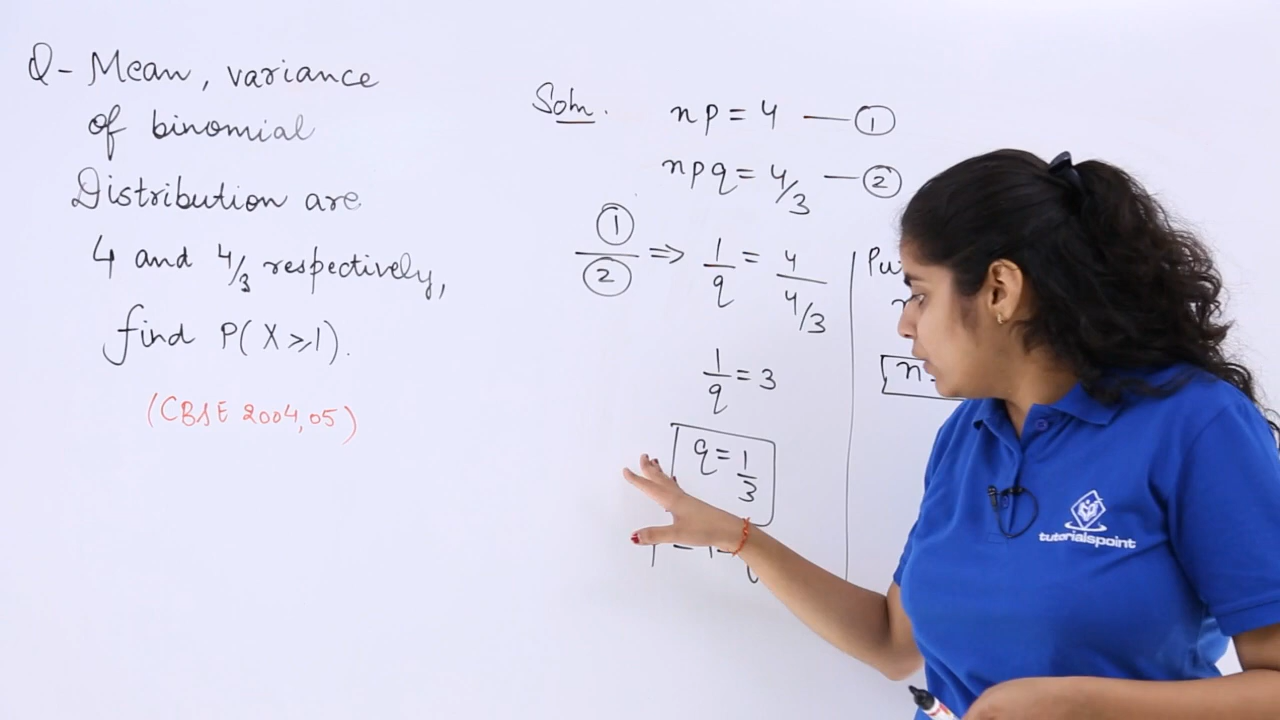 Q- Mean, variance
of binomial
Distribution are
4 and 4/3 respectively,
find P(X≥1).
(CBSE 2004,05)
Soln.
np = 4 — ①
npq = 4/3 — ②
①/② ⇒ 1/q = 4/(4/3)
1/q = 3
q = 1/3
tutorialspoint